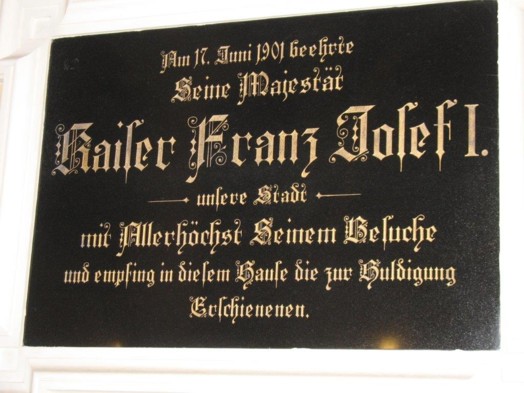 Am 17. Juni 1901 beehrte
Seine Majestät
Kaiser Franz Josef I.
unsere Stadt
mit Allerhöchst Seinem Besuche
und empfing in diesem Hause die zur Huldigung
Erschienenen.